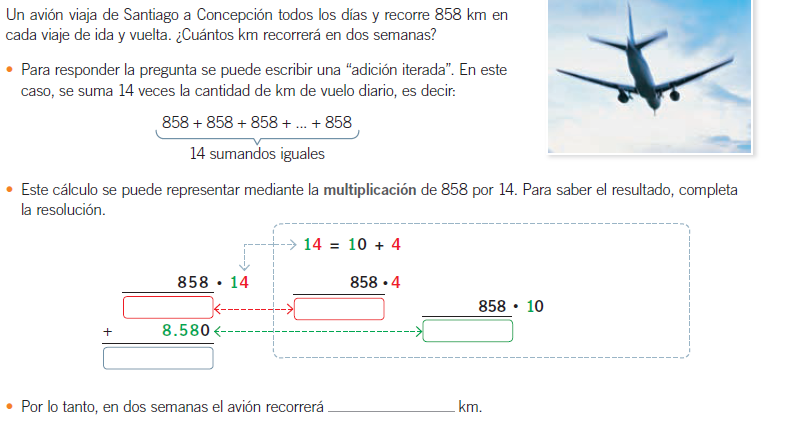 Un avión viaja de Santiago a Concepción todos los días y recorre 858 km en
cada viaje de ida y vuelta. ¿Cuántos km recorrerá en dos semanas?
• Para responder la pregunta se puede escribir una “adición iterada”. En este
caso, se suma 14 veces la cantidad de km de vuelo diario, es decir:
858 + 858 + 858 + ... + 858
14 sumandos iguales
• Este cálculo se puede representar mediante la multiplicación de 858 por 14. Para saber el resultado, completa
la resolución.
14 = 10 + 4
858 • 14
858 • 4
858 • 10
+ 8.580
• Por lo tanto, en dos semanas el avión recorrerá ______________ km.